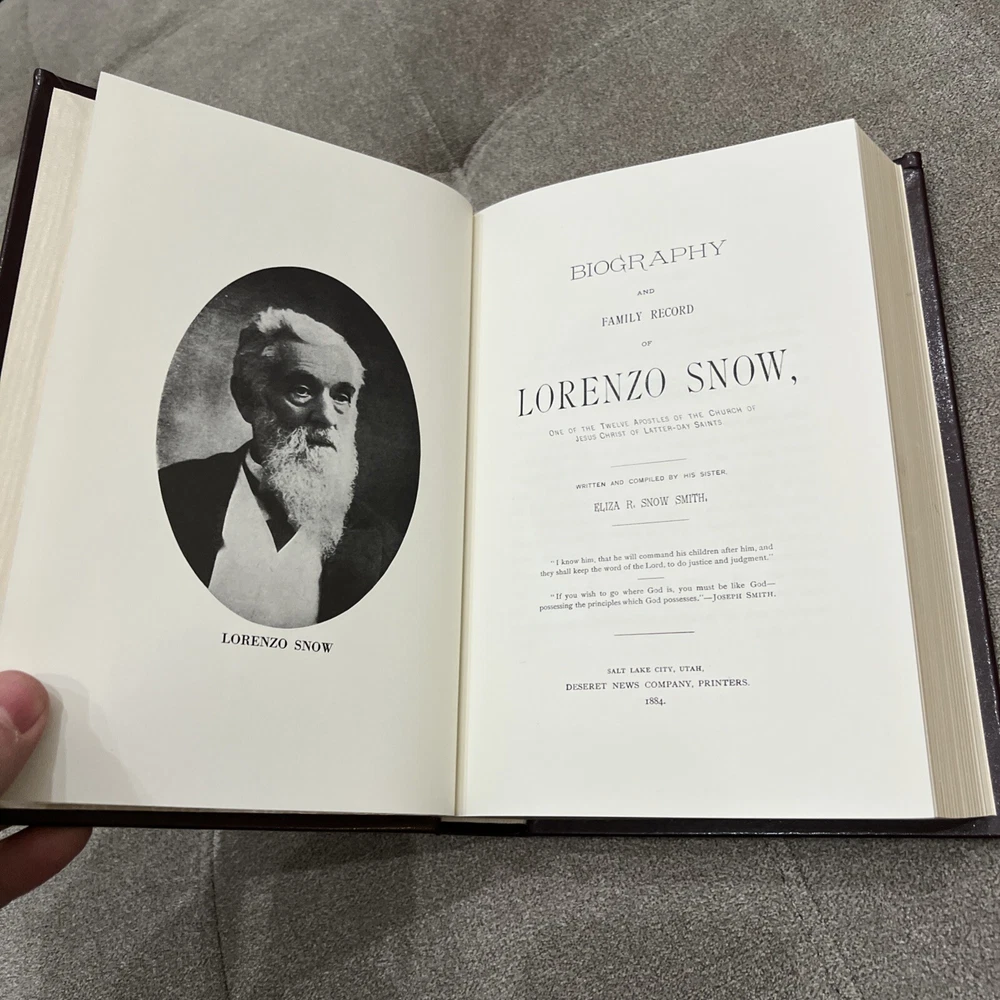 LORENZO SNOW
BIOGRAPHY
AND
FAMILY RECORD
OF
LORENZO SNOW,
ONE OF THE TWELVE APOSTLES OF THE CHURCH OF
JESUS CHRIST OF LATTER-DAY SAINTS.
WRITTEN AND COMPILED BY HIS SISTER,
ELIZA R. SNOW SMITH.
"I know him, that he will command his children after him, and
they shall keep the word of the Lord, to do justice and judgment."
"If you wish to go where God is, you must be like God—
possessing the principles which God possesses."—JOSEPH SMITH.
SALT LAKE CITY, UTAH,
DESERET NEWS COMPANY, PRINTERS.
1884.